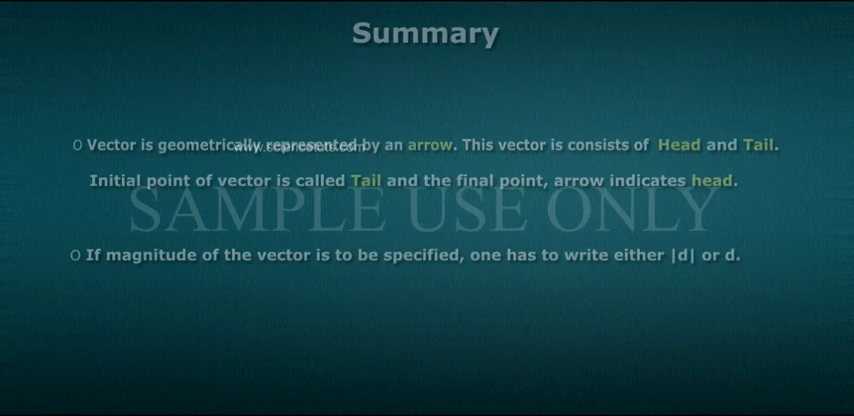 Summary
O Vector is geometrically represented by an arrow. This vector is consists of Head and Tail.
Initial point of vector is called Tail and the final point, arrow indicates head.
SAMPLE USE ONLY
O If magnitude of the vector is to be specified, one has to write either |d| or d.